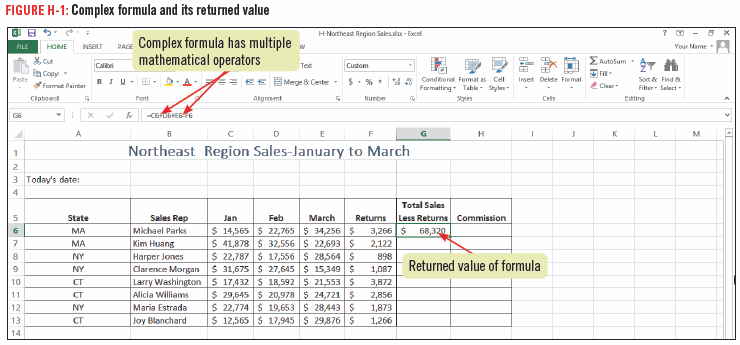 FIGURE H-1: Complex formula and its returned value
H-Northeast Region Sales.xlsx - Excel
FILE HOME INSERT PAGE W Your Name
Complex formula has multiple
mathematical operators
Cut
Copy
Format Painter
Paste
Clipboard
Calibri
B I U
Font
Text
Merge & Center
Alignment
Custom
$ % ,
Number
Conditional Formatting Format as Table Cell Styles
Styles
Insert Delete Format
Cells
AutoSum
Fill
Clear
Sort & Filter Find & Select
Editing
G6 fx =C6+D6+E6-F6
A B C D E F G H I J K L M
1 Northeast Region Sales-January to March
2
3 Today's date:
4
Total Sales
5 State Sales Rep Jan Feb March Returns Less Returns Commission
6 MA Michael Parks $ 14,565 $ 22,765 $ 34,256 $ 3,266 $ 68,320
7 MA Kim Huang $ 41,878 $ 32,556 $ 22,693 $ 2,122
8 NY Harper Jones $ 22,787 $ 17,556 $ 28,564 $ 898
9 NY Clarence Morgan $ 31,675 $ 27,645 $ 15,349 $ 1,087
10 CT Larry Washington $ 17,432 $ 18,592 $ 21,553 $ 3,872
11 CT Alicia Williams $ 29,645 $ 20,978 $ 24,721 $ 2,856
12 NY Maria Estrada $ 22,774 $ 19,653 $ 28,443 $ 1,873
13 CT Joy Blanchard $ 12,565 $ 17,945 $ 29,876 $ 1,266
14
Returned value of formula